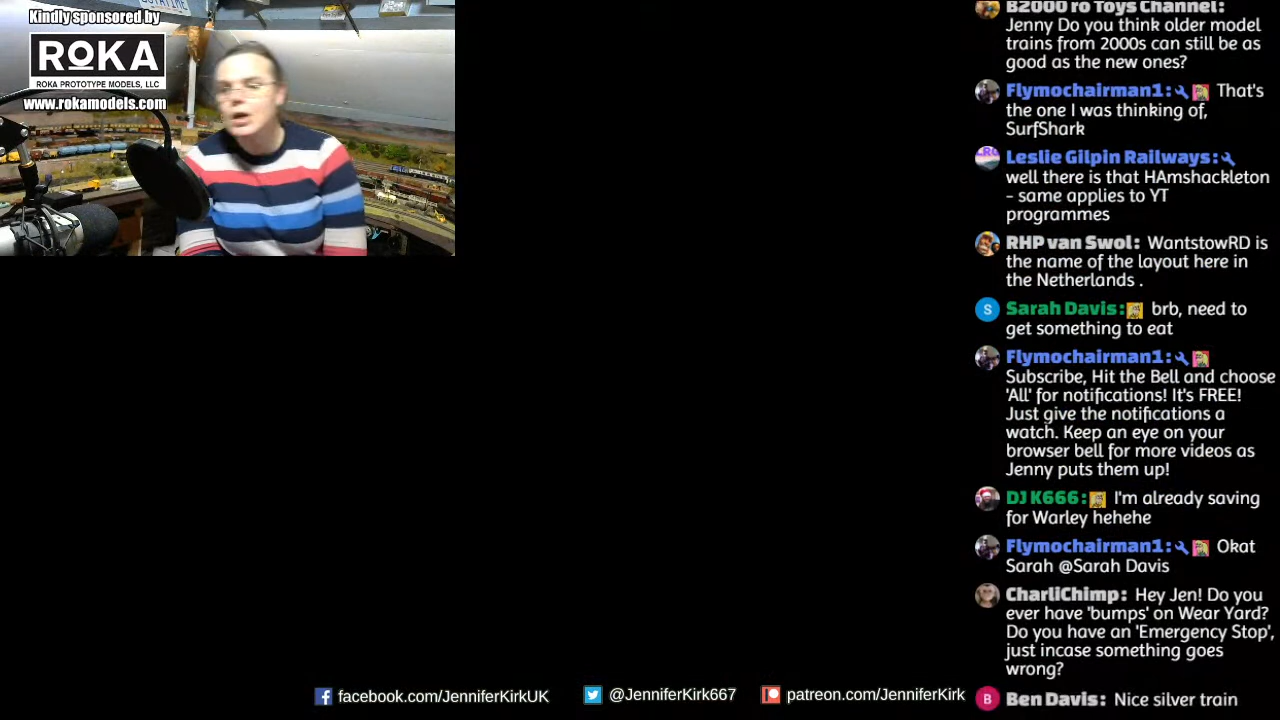 Kindly sponsored by
ROKA
ROKA PROTOTYPE MODELS, LLC
www.rokamodels.com
B2000 ro Toys Channel:
Jenny Do you think older model
trains from 2000s can still be as
good as the new ones?
Flymochairman1: That's
the one I was thinking of,
SurfShark
Leslie Gilpin Railways:
well there is that HAmshackleton
- same applies to YT
programmes
RHP van Swol: WantstowRD is
the name of the layout here in
the Netherlands .
S
Sarah Davis: brb, need to
get something to eat
Flymochairman1:
Subscribe, Hit the Bell and choose
'All' for notifications! It's FREE!
Just give the notifications a
watch. Keep an eye on your
browser bell for more videos as
Jenny puts them up!
DJ K666: I'm already saving
for Warley hehehe
Flymochairman1: Okat
Sarah @Sarah Davis
CharliChimp: Hey Jen! Do you
ever have 'bumps' on Wear Yard?
Do you have an 'Emergency Stop',
just incase something goes
wrong?
B
Ben Davis: Nice silver train
facebook.com/JenniferKirkUK
@JenniferKirk667
patreon.com/JenniferKirk